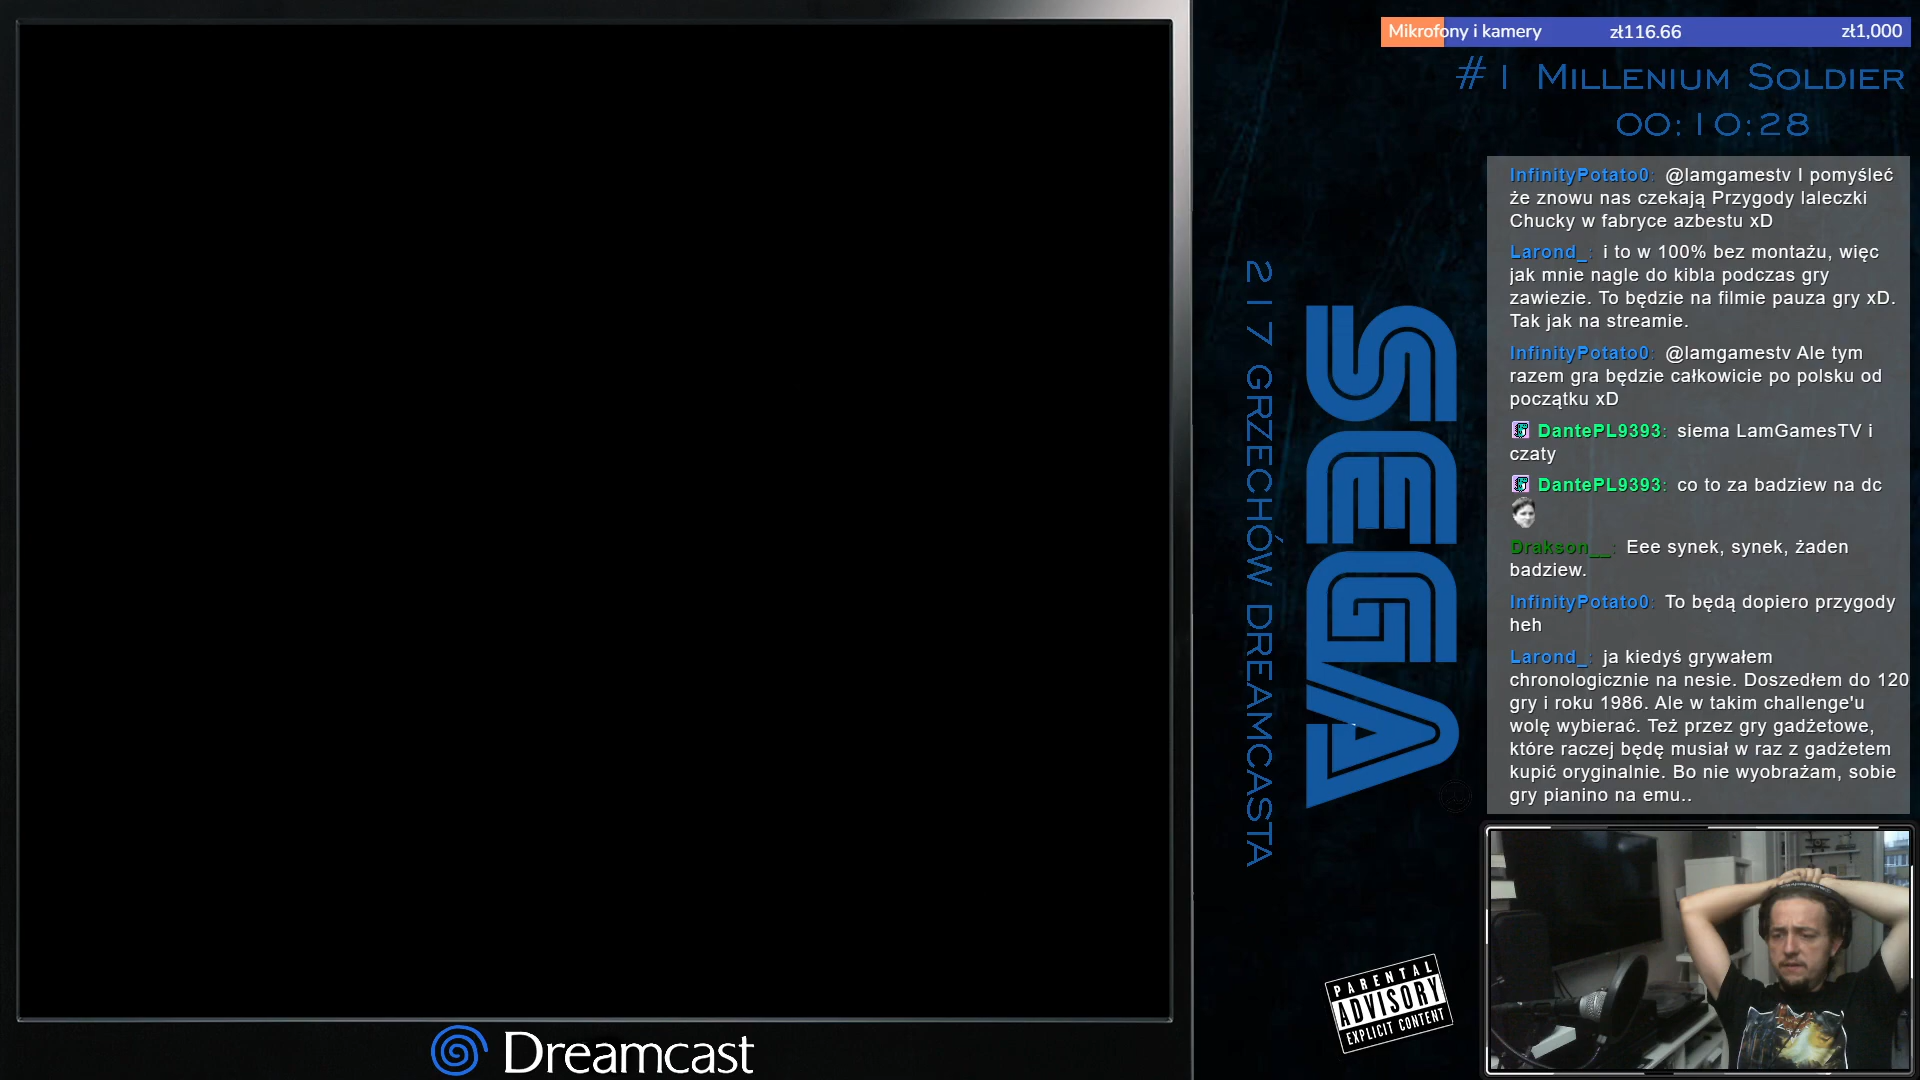 Mikrofony i kamery zł116.66 zł1,000
#1 Millenium Soldier
00:10:28
InfinityPotato0: @lamgamestv I pomyśleć
że znowu nas czekają Przygody laleczki
Chucky w fabryce azbestu xD
Larond_: i to w 100% bez montażu, więc
jak mnie nagle do kibla podczas gry
zawiezie. To będzie na filmie pauza gry xD.
Tak jak na streamie.
InfinityPotato0: @lamgamestv Ale tym
razem gra będzie całkowicie po polsku od
początku xD
DantePL9393: siema LamGamesTV i
czaty
DantePL9393: co to za badziew na dc
Drakson__: Eee synek, synek, żaden
badziew.
InfinityPotato0: To będą dopiero przygody
heh
Larond_: ja kiedyś grywałem
chronologicznie na nesie. Doszedłem do 120
gry i roku 1986. Ale w takim challenge'u
wolę wybierać. Też przez gry gadżetowe,
które raczej będę musiał w raz z gadżetem
kupić oryginalnie. Bo nie wyobrażam, sobie
gry pianino na emu..
217 GRZECHÓW DREAMCASTA
SEGA
PARENTAL
ADVISORY
EXPLICIT CONTENT
Dreamcast